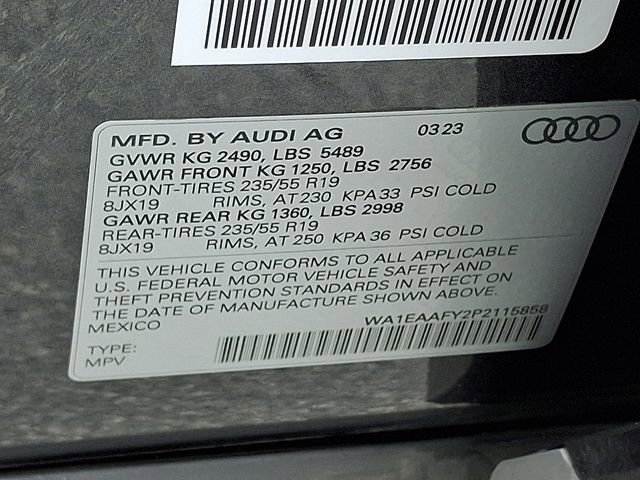 MFD. BY AUDI AG 03 23
GVWR KG 2490, LBS 5489
GAWR FRONT KG 1250, LBS 2756
FRONT-TIRES 235/55 R19
8JX19 RIMS, AT 230 KPA 33 PSI COLD
GAWR REAR KG 1360, LBS 2998
REAR-TIRES 235/55 R19
8JX19 RIMS, AT 250 KPA 36 PSI COLD
THIS VEHICLE CONFORMS TO ALL APPLICABLE
U.S. FEDERAL MOTOR VEHICLE SAFETY AND
THEFT PREVENTION STANDARDS IN EFFECT ON
THE DATE OF MANUFACTURE SHOWN ABOVE.
MEXICO WA1EAAFY2P2115858
TYPE:
MPV